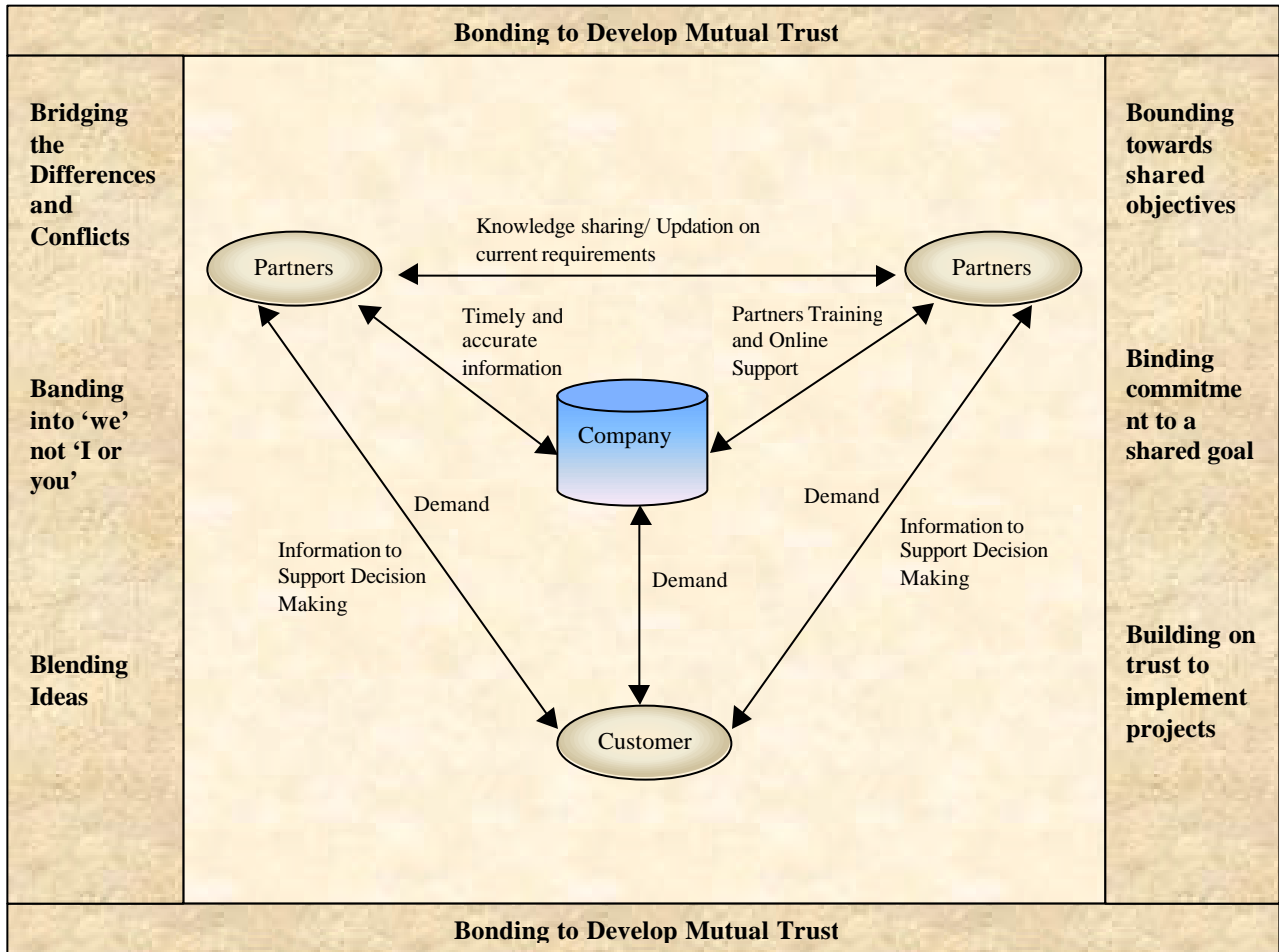 Bonding to Develop Mutual Trust
Bridging
the
Differences
and
Conflicts
Banding
into ‘we’
not ‘I or
you’
Blending
Ideas
Knowledge sharing/ Updation on
current requirements
Partners
Partners
Timely and
accurate
information
Partners Training
and Online
Support
Company
Demand
Information to
Support Decision
Making
Demand
Demand
Information to
Support Decision
Making
Customer
Bounding
towards
shared
objectives
Binding
commitme
nt to a
shared goal
Building on
trust to
implement
projects
Bonding to Develop Mutual Trust